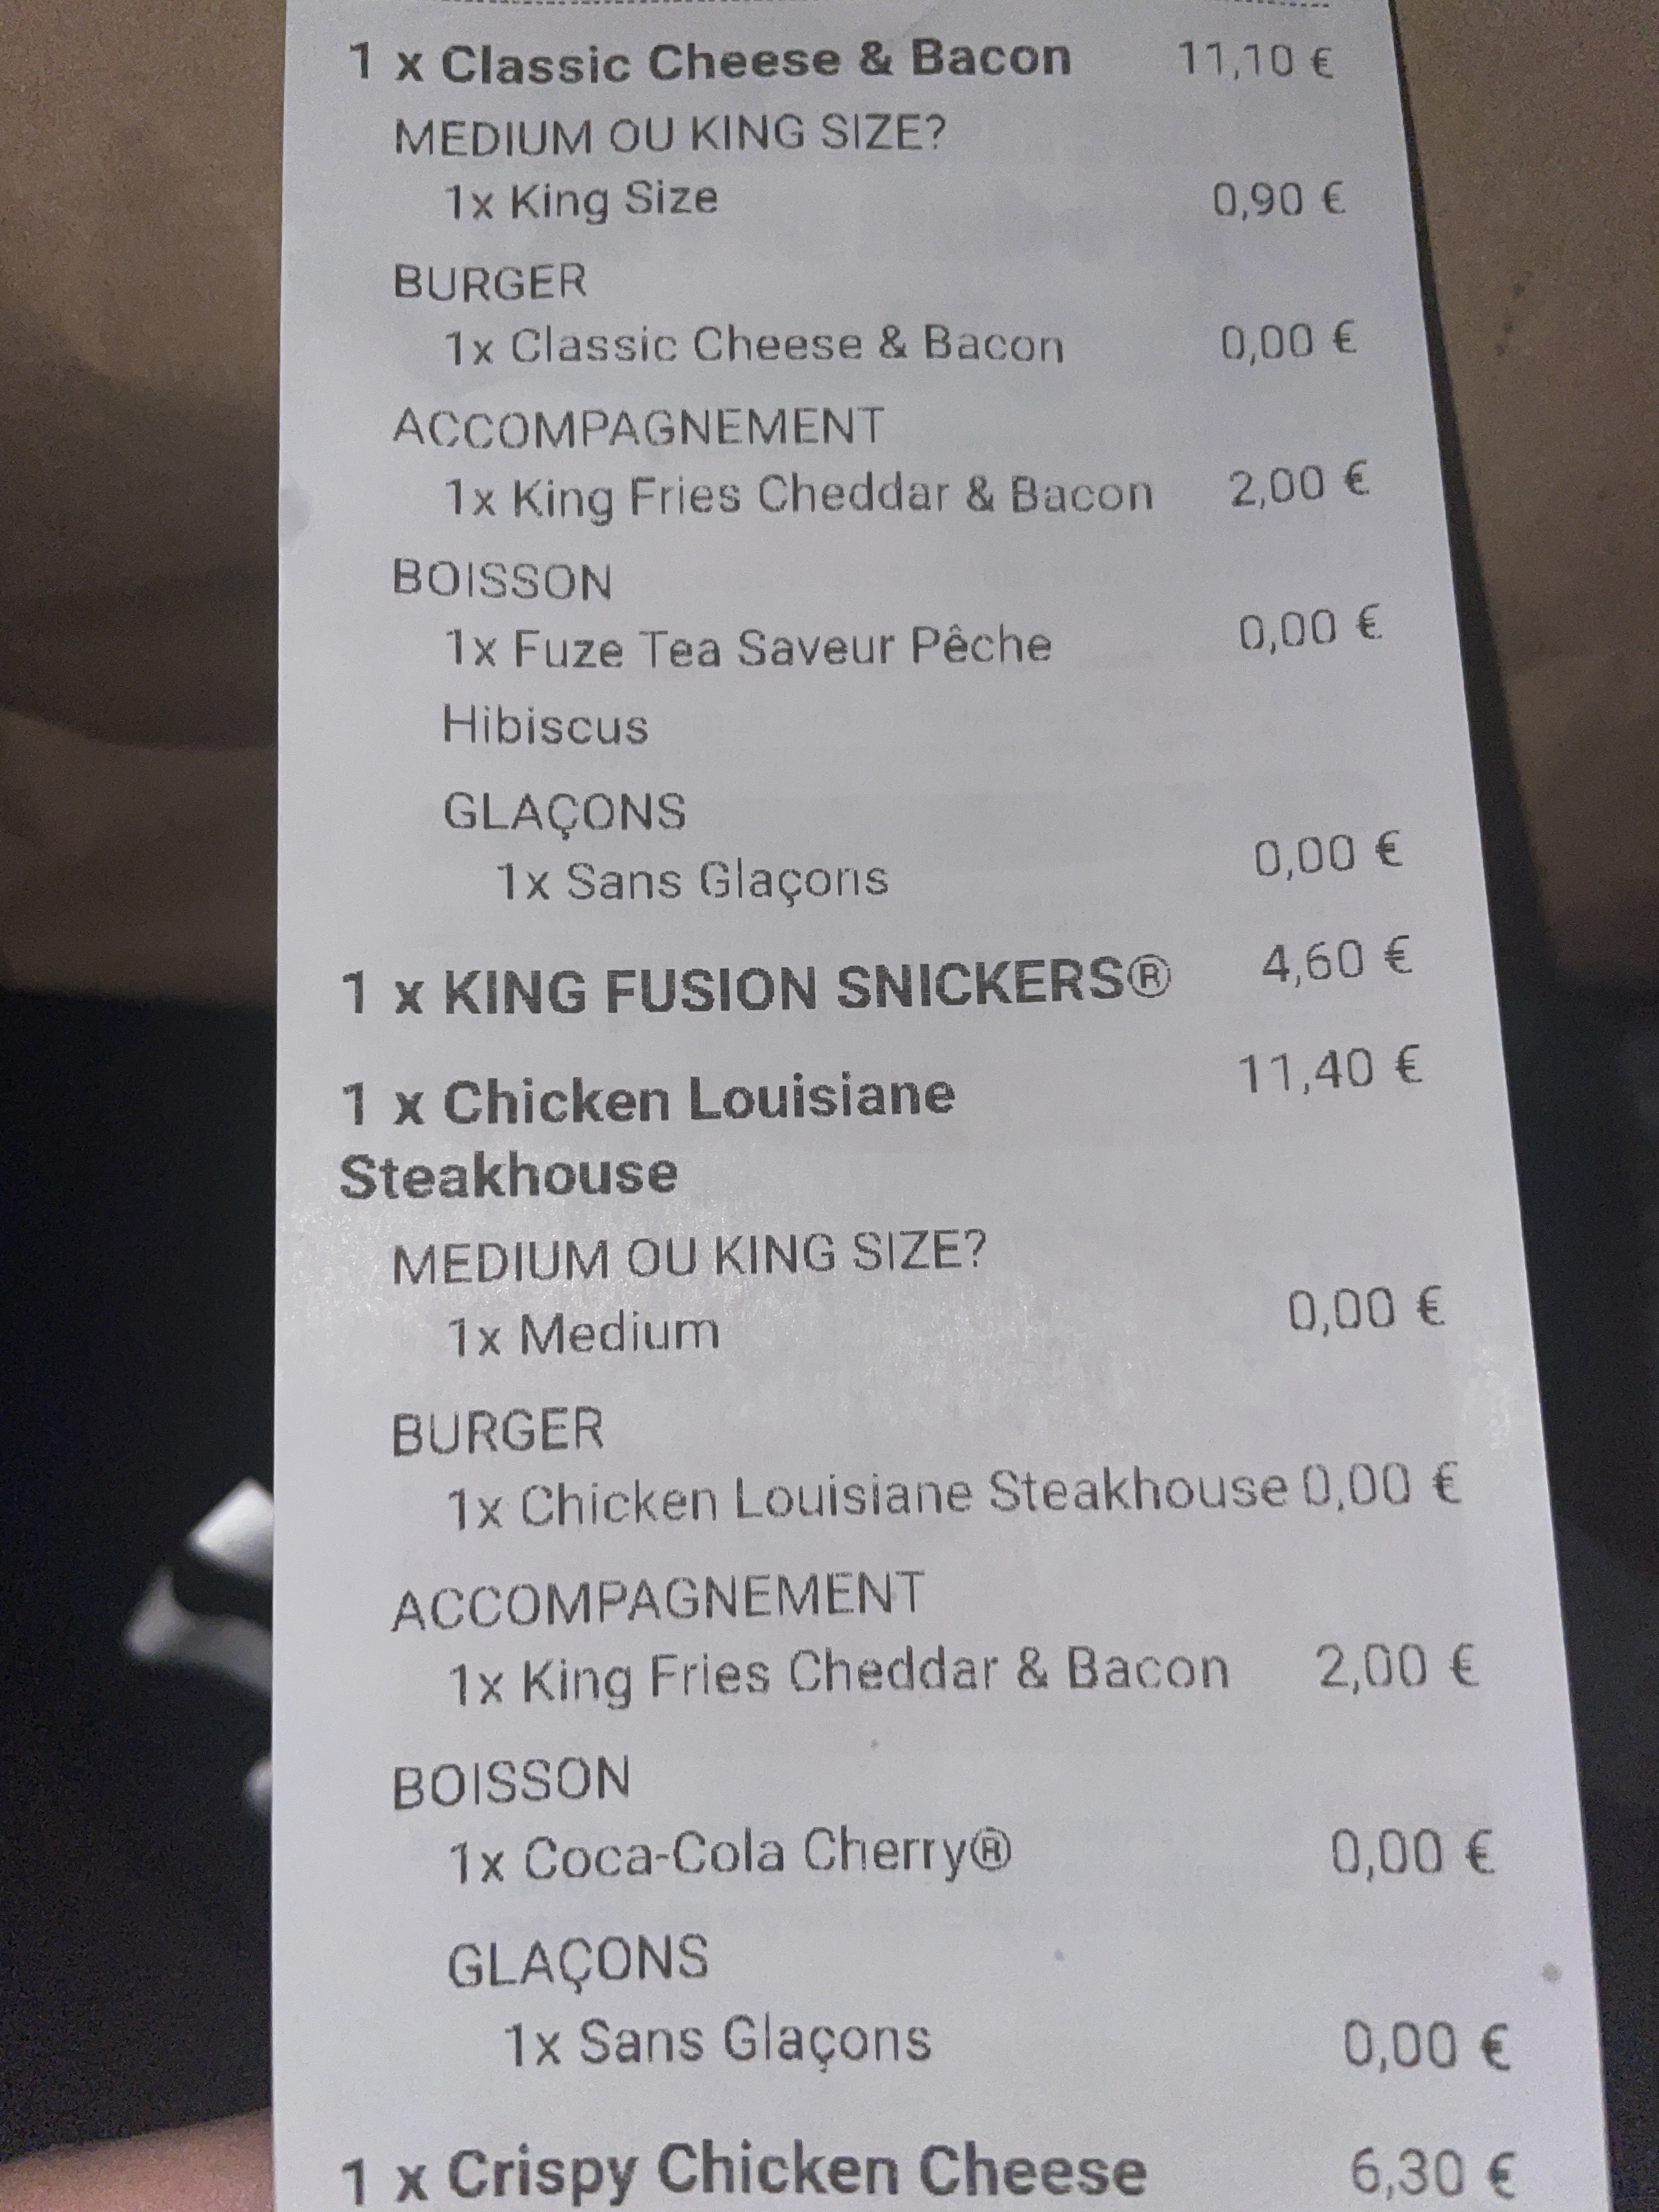 1 x Classic Cheese & Bacon 11,10 €
MEDIUM OU KING SIZE?
1x King Size 0,90 €
BURGER
1x Classic Cheese & Bacon 0,00 €
ACCOMPAGNEMENT
1x King Fries Cheddar & Bacon 2,00 €
BOISSON
1x Fuze Tea Saveur Pêche 0,00 €
Hibiscus
GLAÇONS
1x Sans Glaçons 0,00 €
1 x KING FUSION SNICKERS® 4,60 €
1 x Chicken Louisiane 11,40 €
Steakhouse
MEDIUM OU KING SIZE?
1x Medium 0,00 €
BURGER
1x Chicken Louisiane Steakhouse 0,00 €
ACCOMPAGNEMENT
1x King Fries Cheddar & Bacon 2,00 €
BOISSON
1x Coca-Cola Cherry® 0,00 €
GLAÇONS
1x Sans Glaçons 0,00 €
1 x Crispy Chicken Cheese 6,30 €